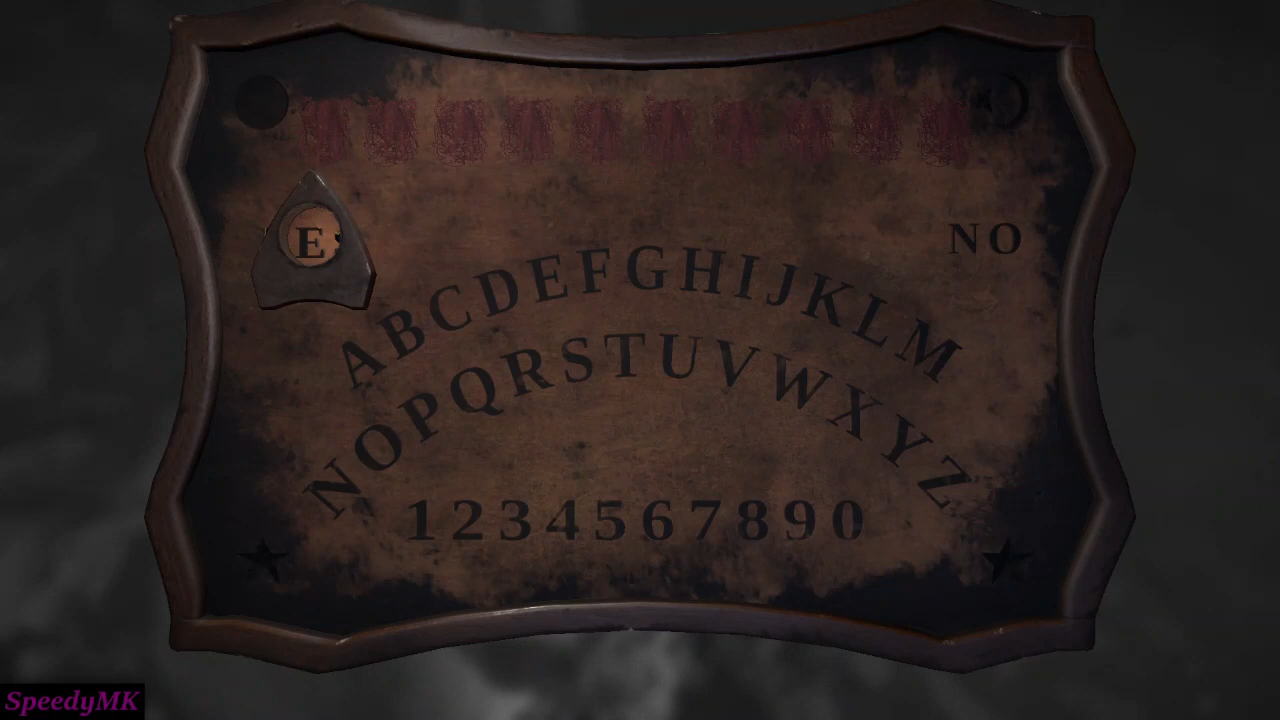 E
NO
ABCDEFGHIJKLM
NOPQRSTUVWXYZ
1234567890
SpeedyMK